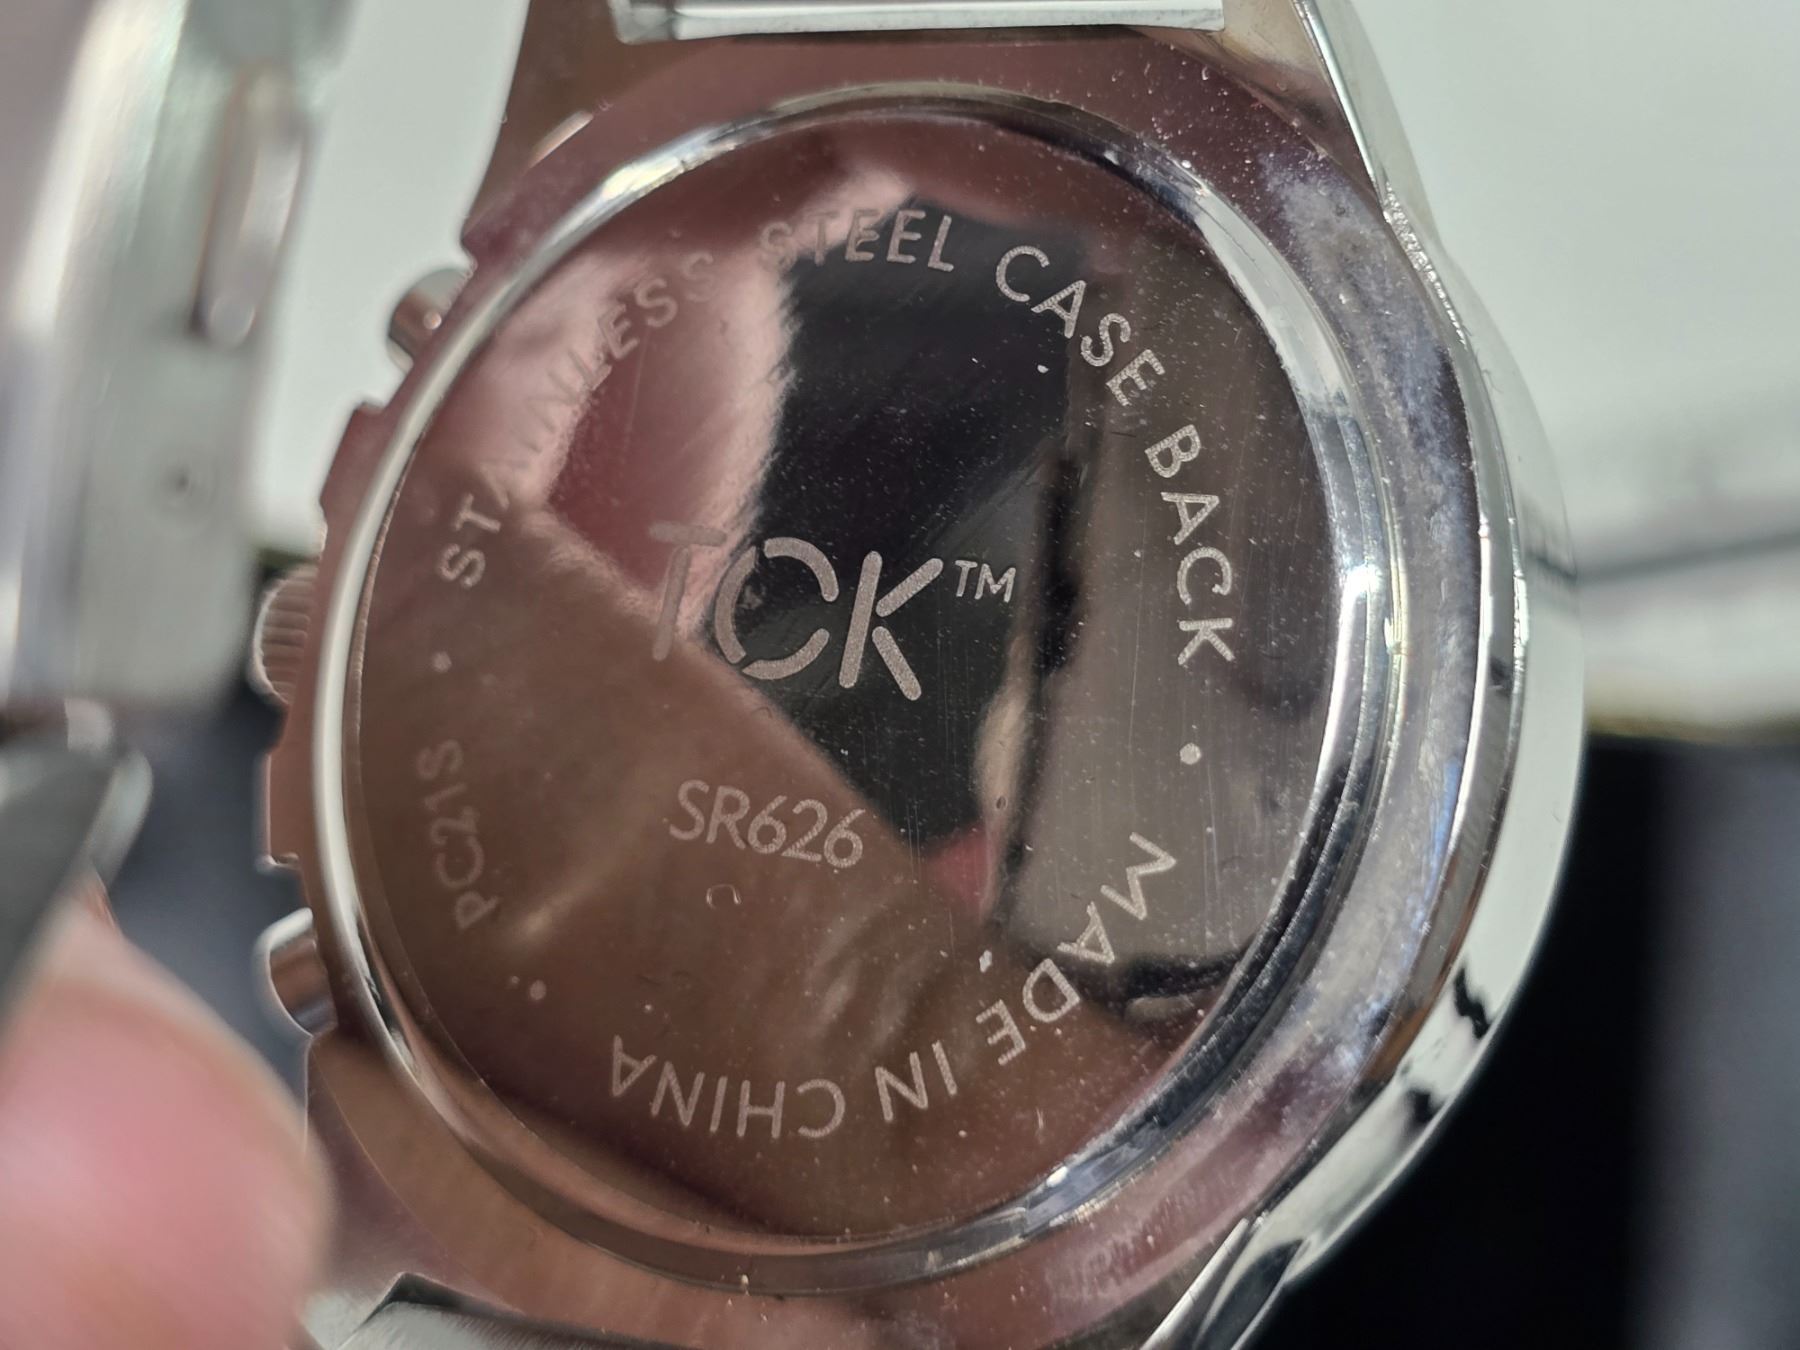 STAINLESS STEEL CASE BACK • MADE IN CHINA • PC21S •
TCK™
SR626